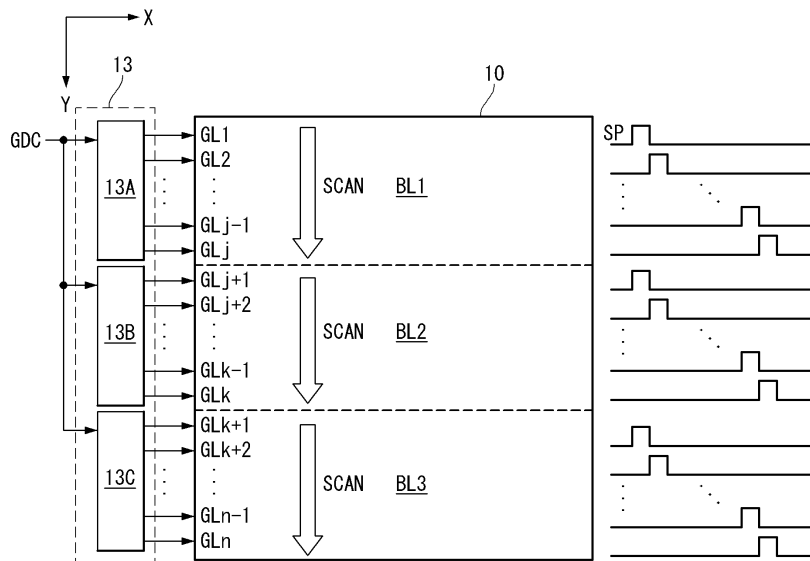 X
Y
13
10
GDC
13A
GL1
GL2
GLj-1
GLj
SCAN
BL1
SP
13B
GLj+1
GLj+2
GLk-1
GLk
SCAN
BL2
13C
GLk+1
GLk+2
GLn-1
GLn
SCAN
BL3